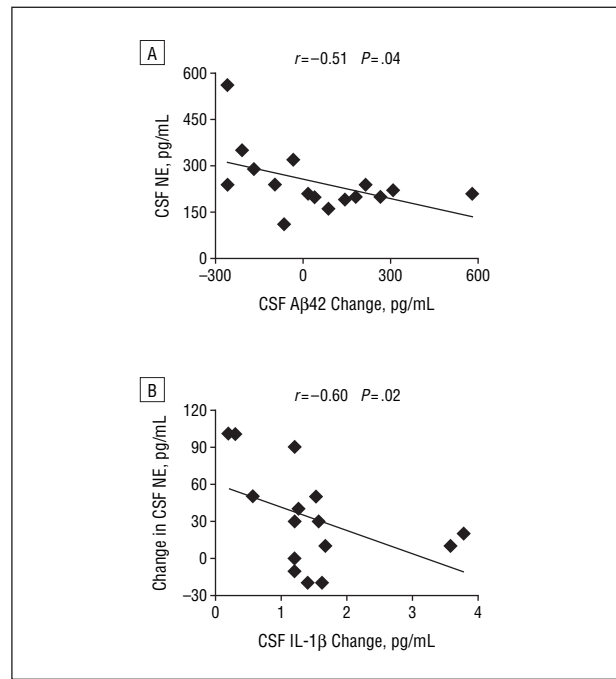 A
r=–0.51 P=.04
600
450
300
150
0
–300
0
300
600
CSF NE, pg/mL
CSF Aβ42 Change, pg/mL
B
r=–0.60 P=.02
120
90
60
30
0
–30
0
1
2
3
4
Change in CSF NE, pg/mL
CSF IL-1β Change, pg/mL